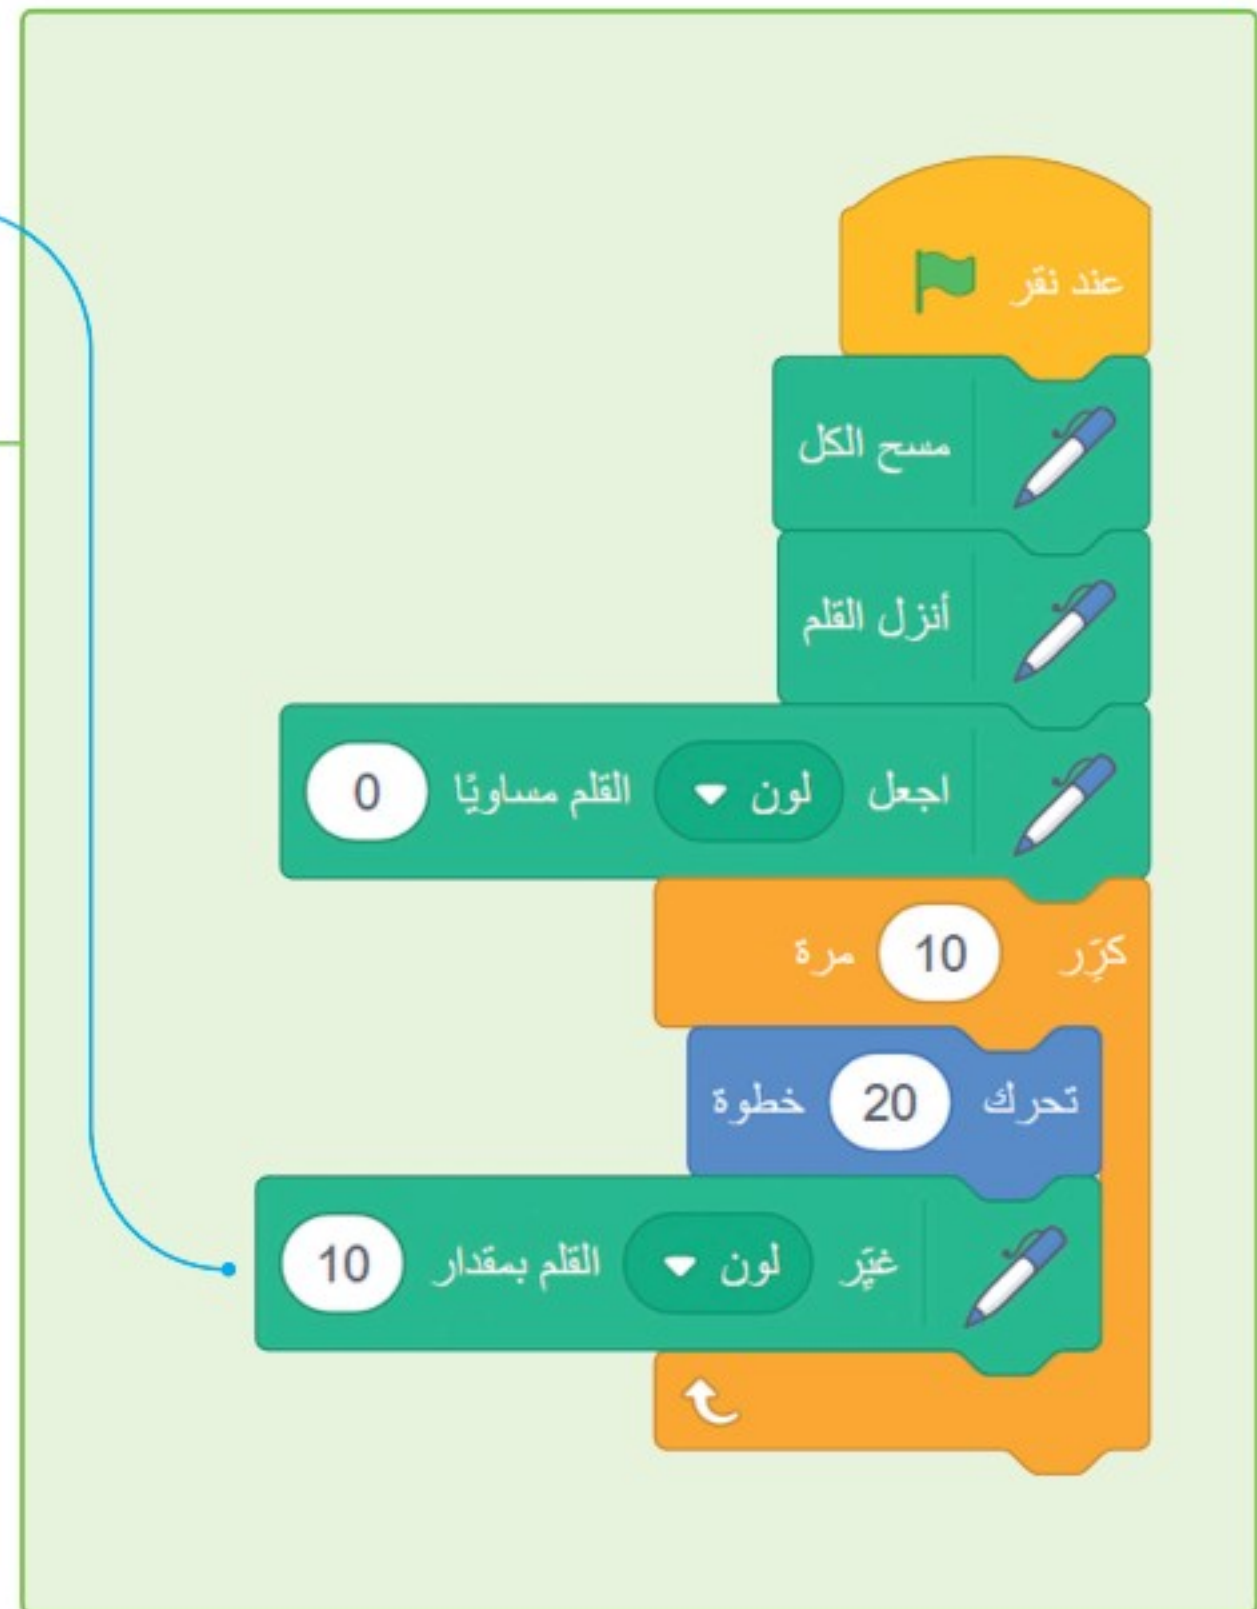 عند نقر
مسح الكل
أنزل القلم
اجعل لون القلم مساويًا 0
كرِّر 10 مرة
تحرك 20 خطوة
غيِّر لون القلم بمقدار 10